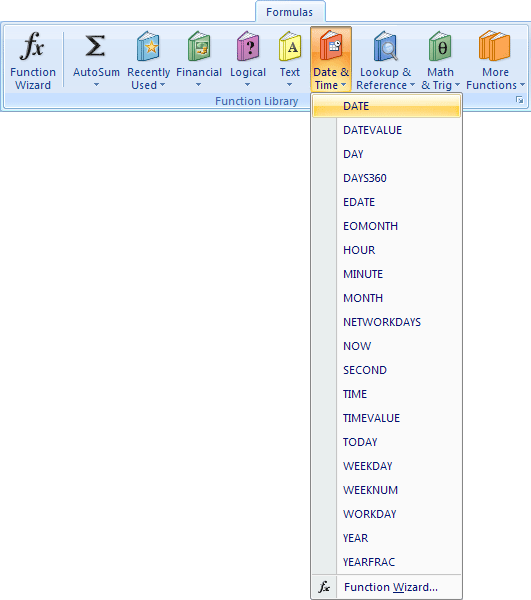 Formulas
fx
Function Wizard
Σ
AutoSum
Recently Used
Financial
?
Logical
A
Text
Date & Time
Lookup & Reference
θ
Math & Trig
More Functions
Function Library
DATE
DATEVALUE
DAY
DAYS360
EDATE
EOMONTH
HOUR
MINUTE
MONTH
NETWORKDAYS
NOW
SECOND
TIME
TIMEVALUE
TODAY
WEEKDAY
WEEKNUM
WORKDAY
YEAR
YEARFRAC
fx Function Wizard...